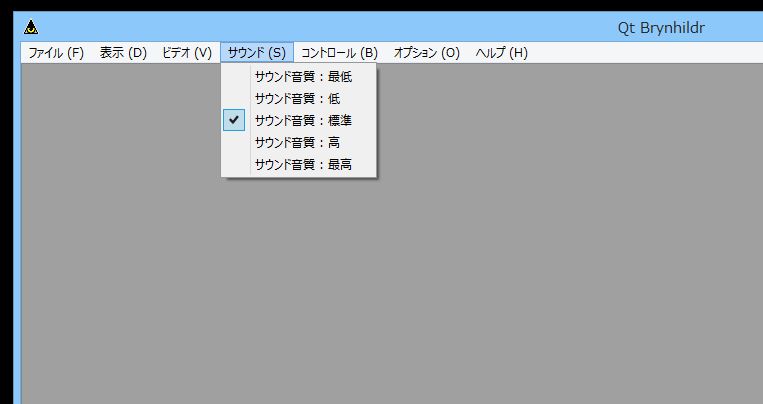 Qt Brynhildr
ファイル (F) 表示 (D) ビデオ (V) サウンド (S) コントロール (B) オプション (O) ヘルプ (H)
サウンド音質：最低
サウンド音質：低
サウンド音質：標準
サウンド音質：高
サウンド音質：最高